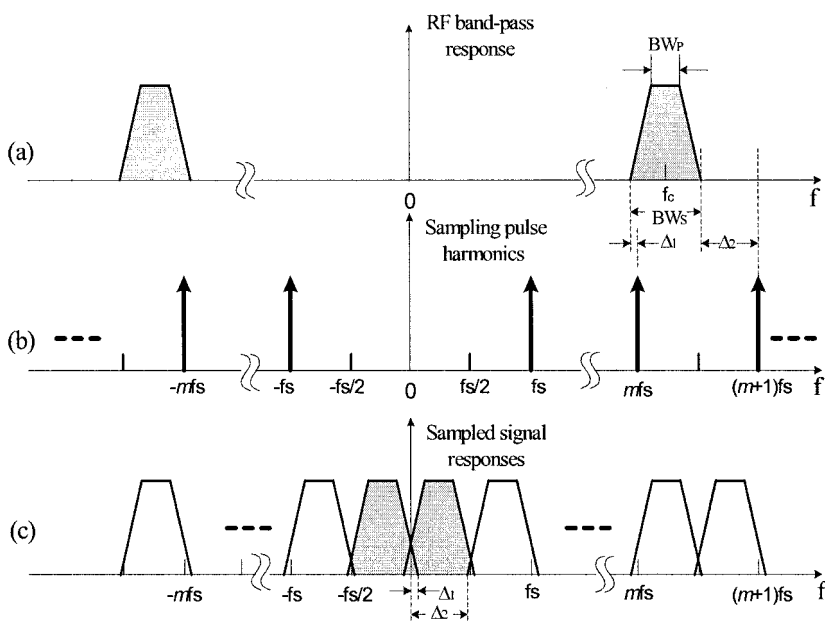 RF band-pass
response
BWP
(a)
0
fc
f
BWS
Δ1
Δ2
Sampling pulse
harmonics
(b)
-mfs
-fs
-fs/2
0
fs/2
fs
mfs
(m+1)fs
f
Sampled signal
responses
(c)
-mfs
-fs
-fs/2
Δ1
Δ2
fs
mfs
(m+1)fs
f